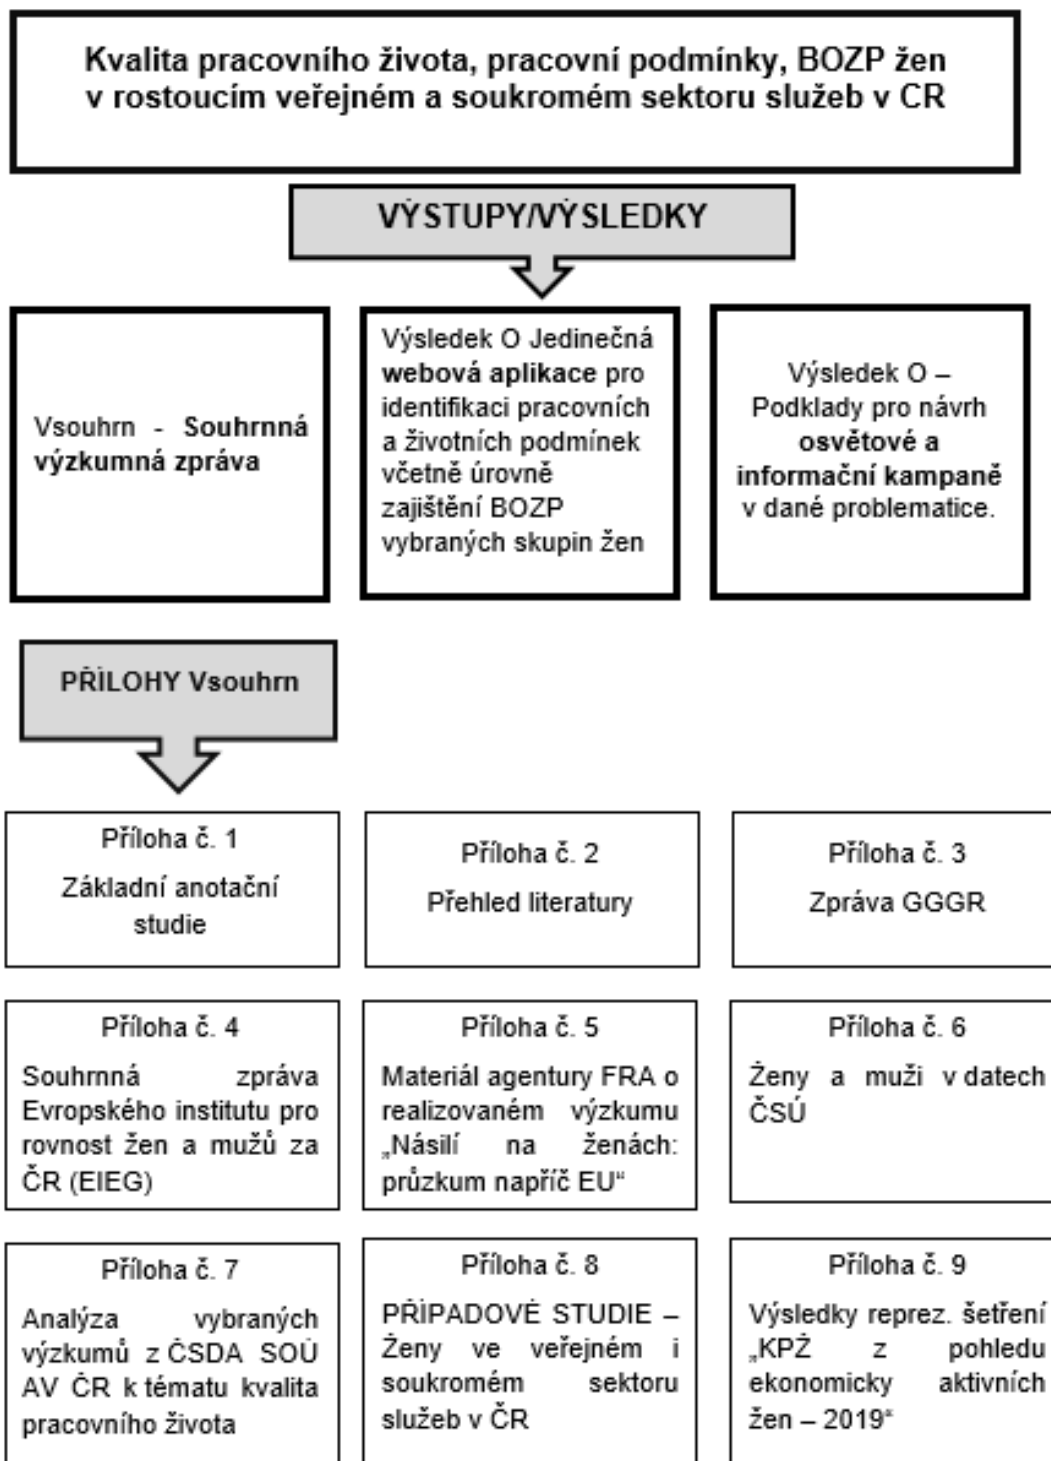 Kvalita pracovního života, pracovní podmínky, BOZP žen
v rostoucím veřejném a soukromém sektoru služeb v ČR
VÝSTUPY/VÝSLEDKY
Vsouhrn - Souhrnná
výzkumná zpráva
Výsledek O Jedinečná
webová aplikace pro
identifikaci pracovních
a životních podmínek
včetně úrovně
zajištění BOZP
vybraných skupin žen
Výsledek O –
Podklady pro návrh
osvětové a
informační kampaně
v dané problematice.
PŘÍLOHY Vsouhrn
Příloha č. 1
Základní anotační
studie
Příloha č. 2
Přehled literatury
Příloha č. 3
Zpráva GGGR
Příloha č. 4
Souhrnná zpráva
Evropského institutu pro
rovnost žen a mužů za
ČR (EIEG)
Příloha č. 5
Materiál agentury FRA o
realizovaném výzkumu
„Násilí na ženách:
průzkum napříč EU“
Příloha č. 6
Ženy a muži v datech
ČSÚ
Příloha č. 7
Analýza vybraných
výzkumů z ČSDA SOÚ
AV ČR k tématu kvalita
pracovního života
Příloha č. 8
PŘÍPADOVÉ STUDIE –
Ženy ve veřejném i
soukromém sektoru
služeb v ČR
Příloha č. 9
Výsledky reprez. šetření
„KPŽ z pohledu
ekonomicky aktivních
žen – 2019“